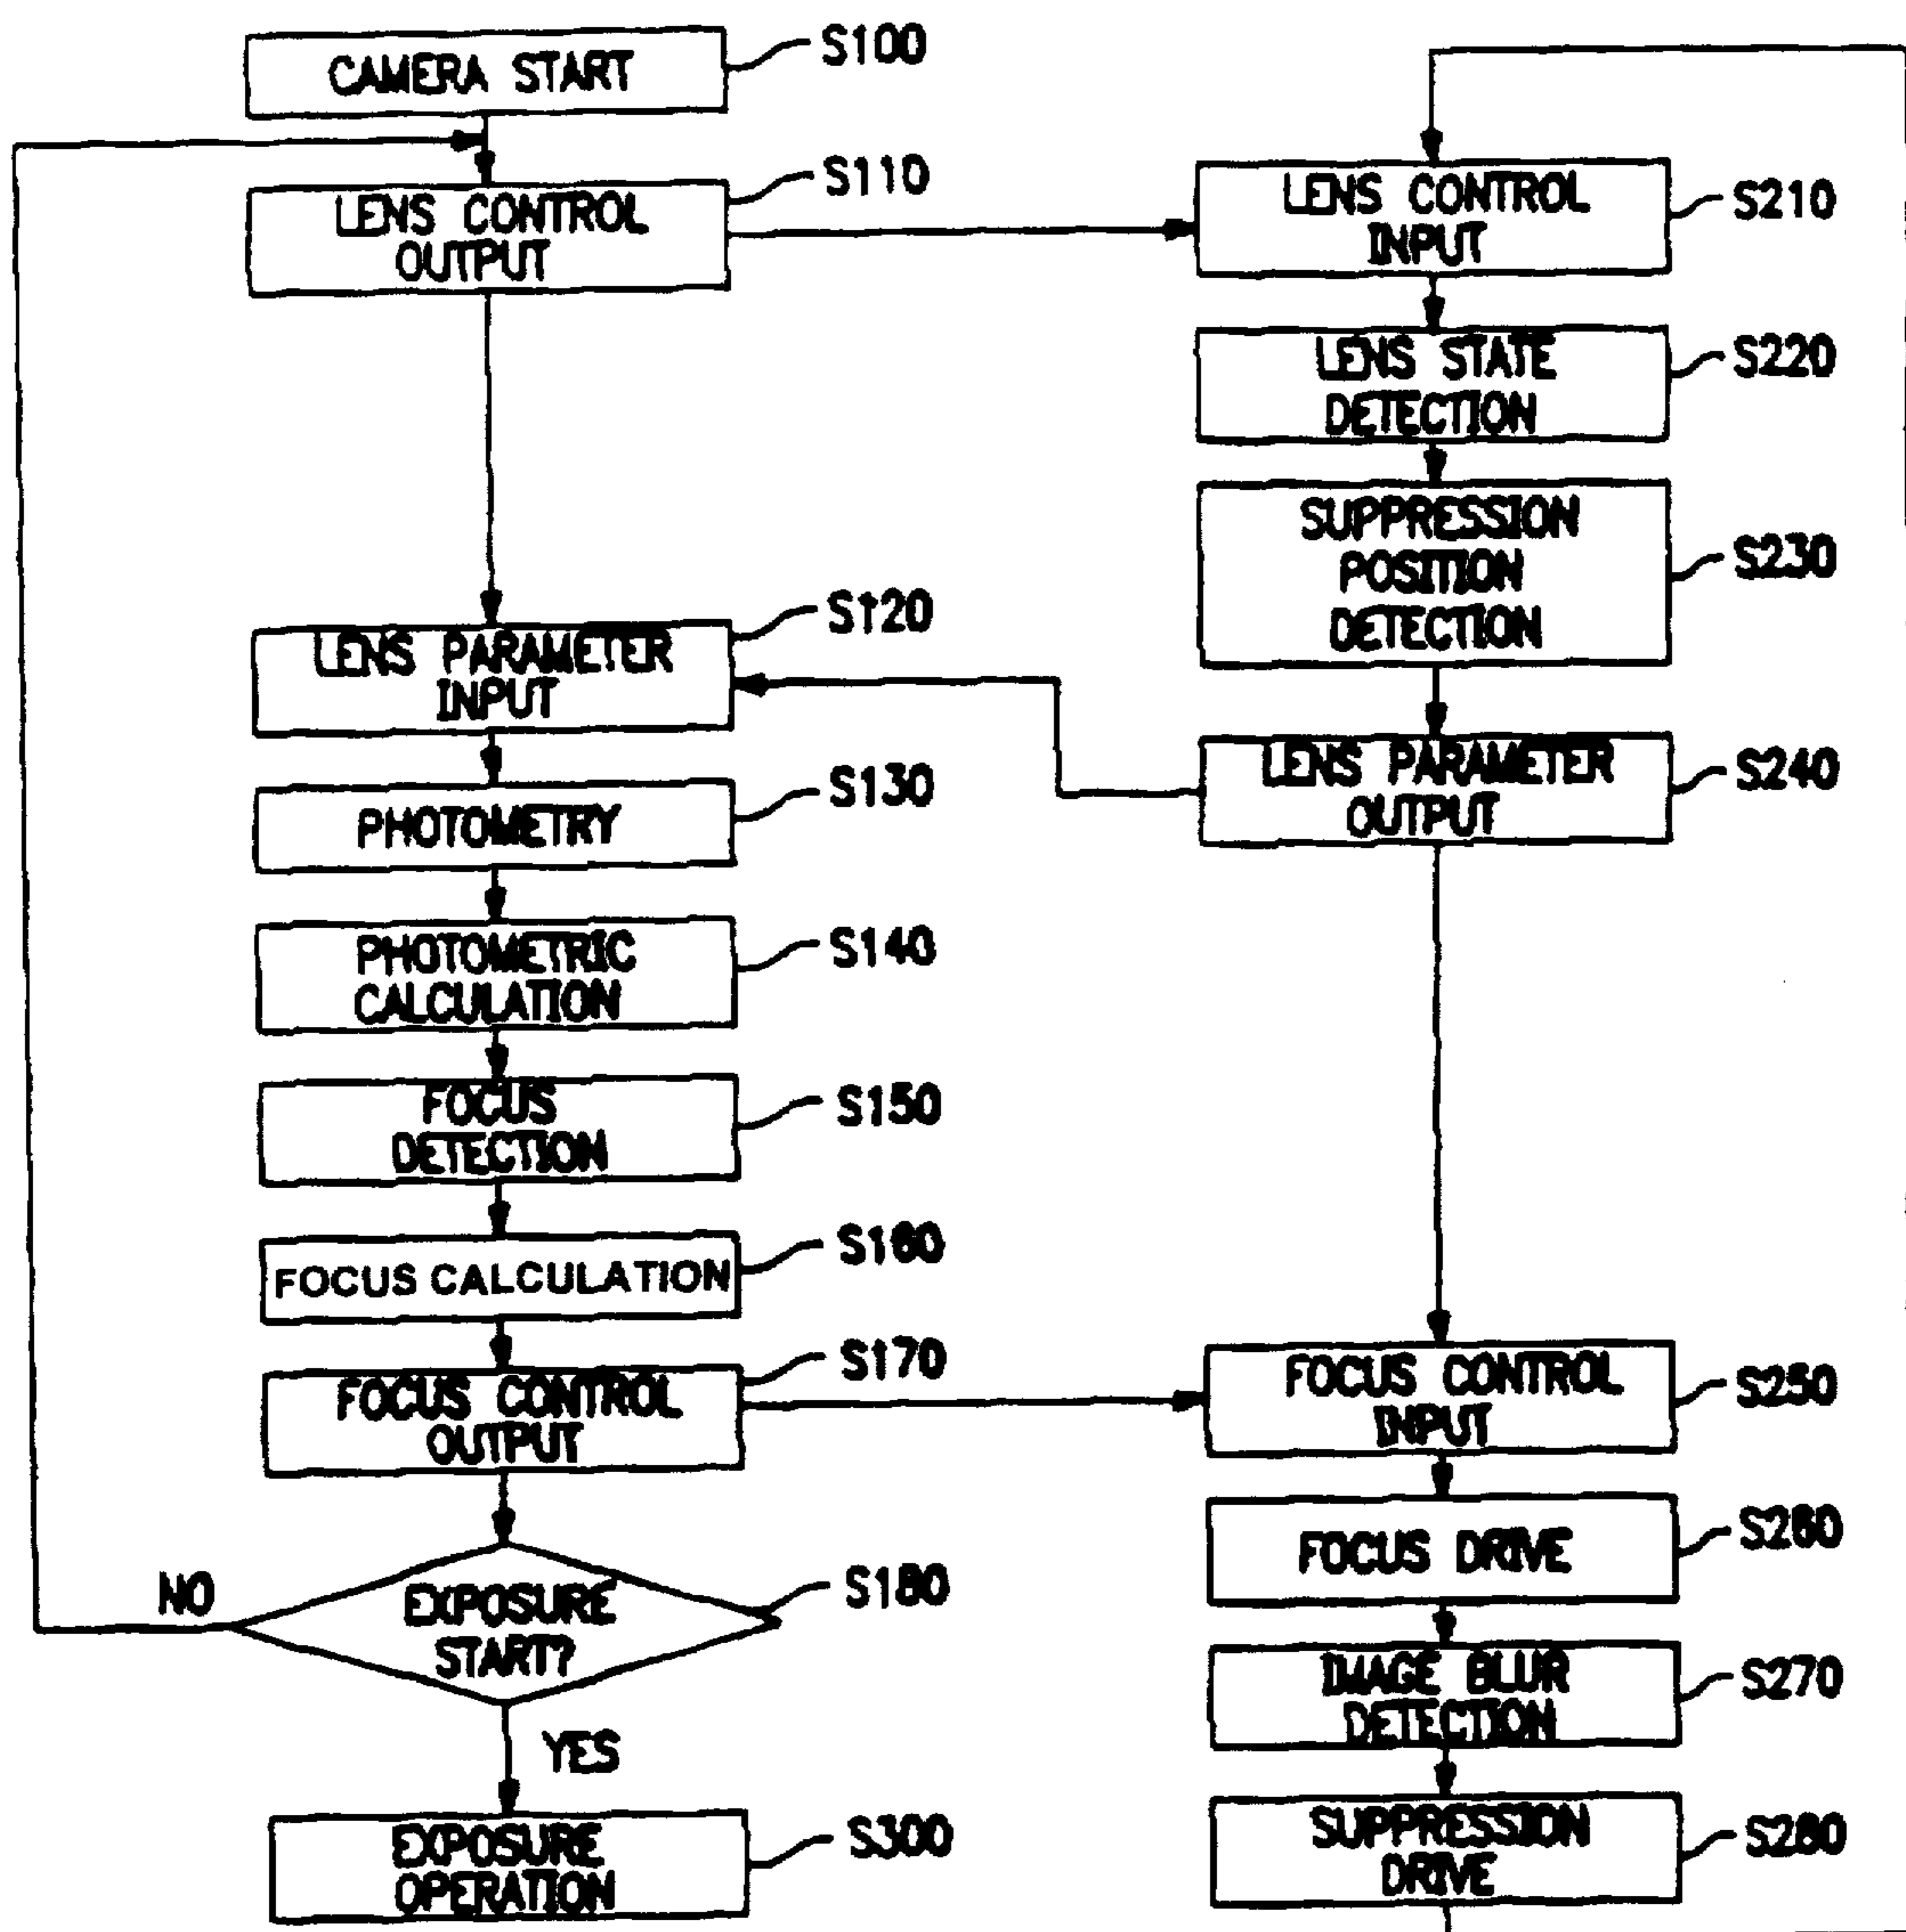 CAMERA START
S100
LENS CONTROL
OUTPUT
S110
LENS PARAMETER
INPUT
S120
PHOTOMETRY
S130
PHOTOMETRIC
CALCULATION
S140
FOCUS
DETECTION
S150
FOCUS CALCULATION
S160
FOCUS CONTROL
OUTPUT
S170
EXPOSURE
START?
S180
NO
YES
EXPOSURE
OPERATION
S300
LENS CONTROL
INPUT
S210
LENS STATE
DETECTION
S220
SUPPRESSION
POSITION
DETECTION
S230
LENS PARAMETER
OUTPUT
S240
FOCUS CONTROL
INPUT
S250
FOCUS DRIVE
S260
IMAGE BLUR
DETECTION
S270
SUPPRESSION
DRIVE
S280